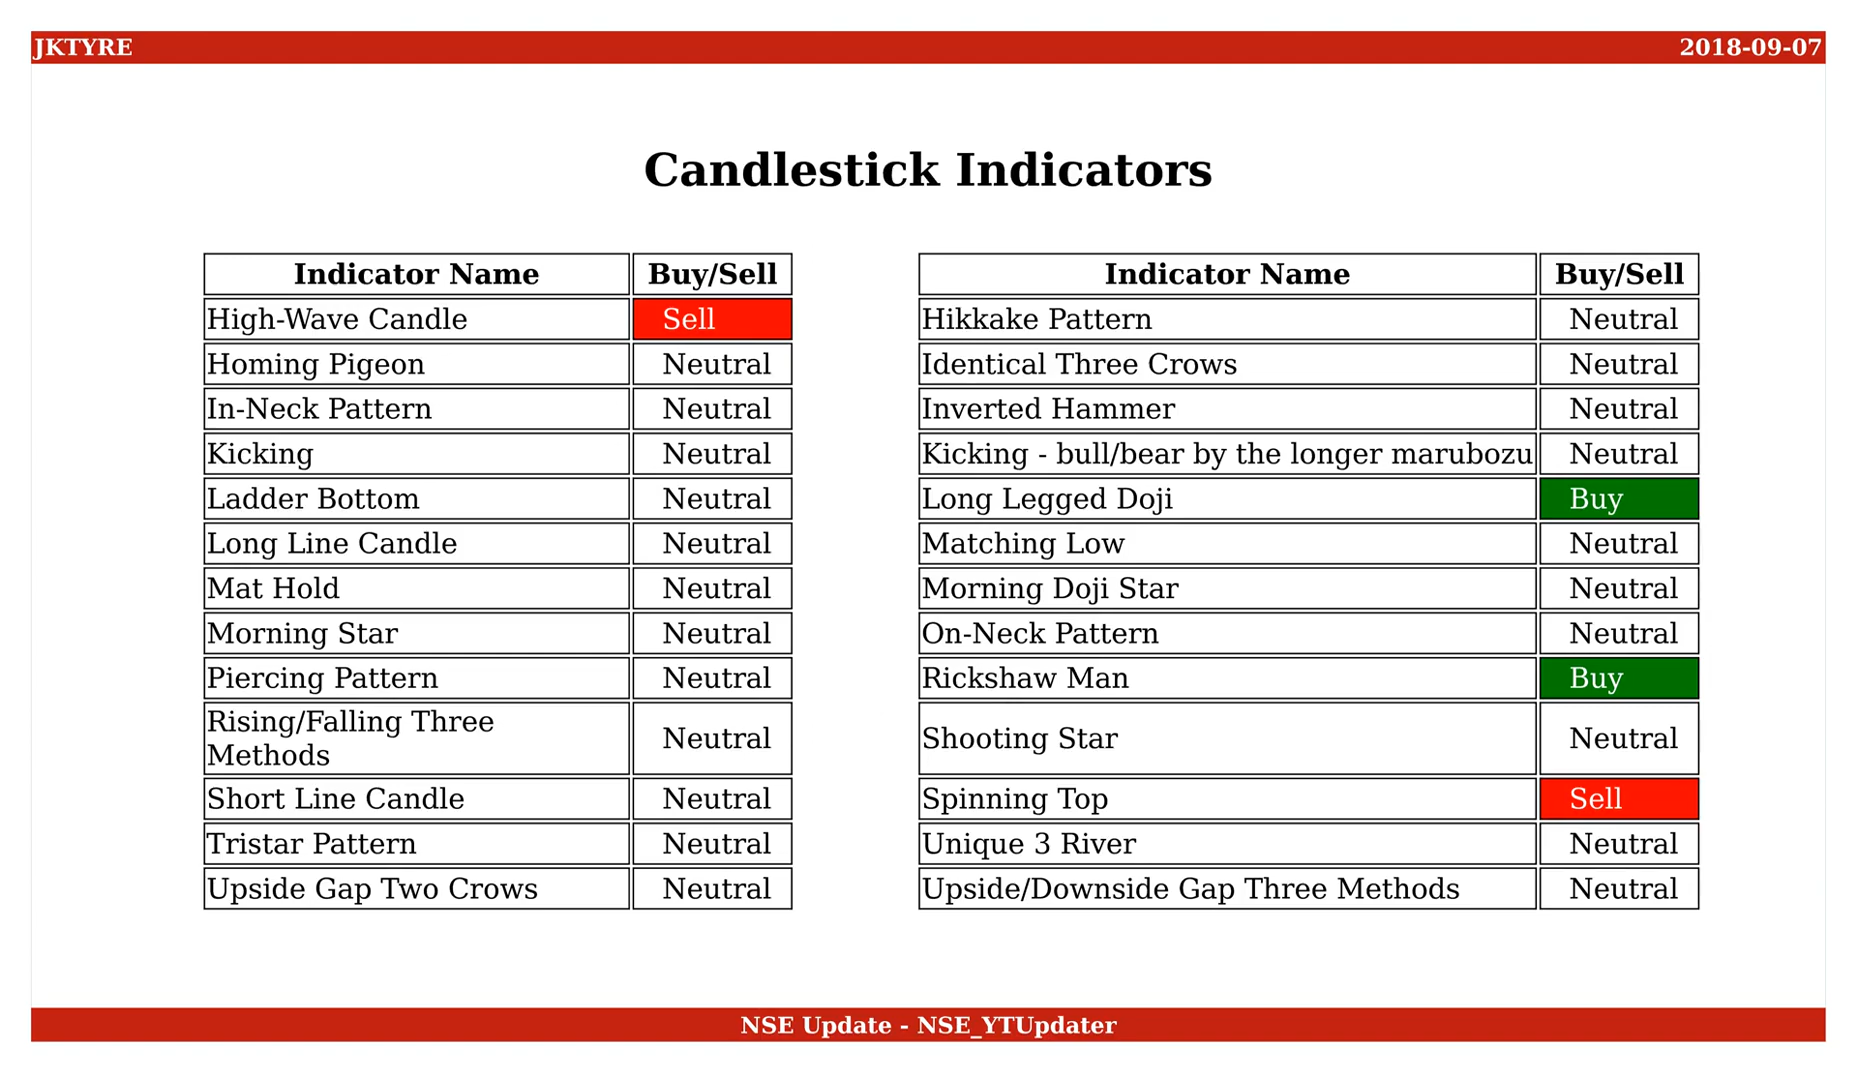 JKTYRE 2018-09-07
Candlestick Indicators
Indicator Name Buy/Sell
High-Wave Candle Sell
Homing Pigeon Neutral
In-Neck Pattern Neutral
Kicking Neutral
Ladder Bottom Neutral
Long Line Candle Neutral
Mat Hold Neutral
Morning Star Neutral
Piercing Pattern Neutral
Rising/Falling Three
Methods Neutral
Short Line Candle Neutral
Tristar Pattern Neutral
Upside Gap Two Crows Neutral
Indicator Name Buy/Sell
Hikkake Pattern Neutral
Identical Three Crows Neutral
Inverted Hammer Neutral
Kicking - bull/bear by the longer marubozu Neutral
Long Legged Doji Buy
Matching Low Neutral
Morning Doji Star Neutral
On-Neck Pattern Neutral
Rickshaw Man Buy
Shooting Star Neutral
Spinning Top Sell
Unique 3 River Neutral
Upside/Downside Gap Three Methods Neutral
NSE Update - NSE_YTUpdater